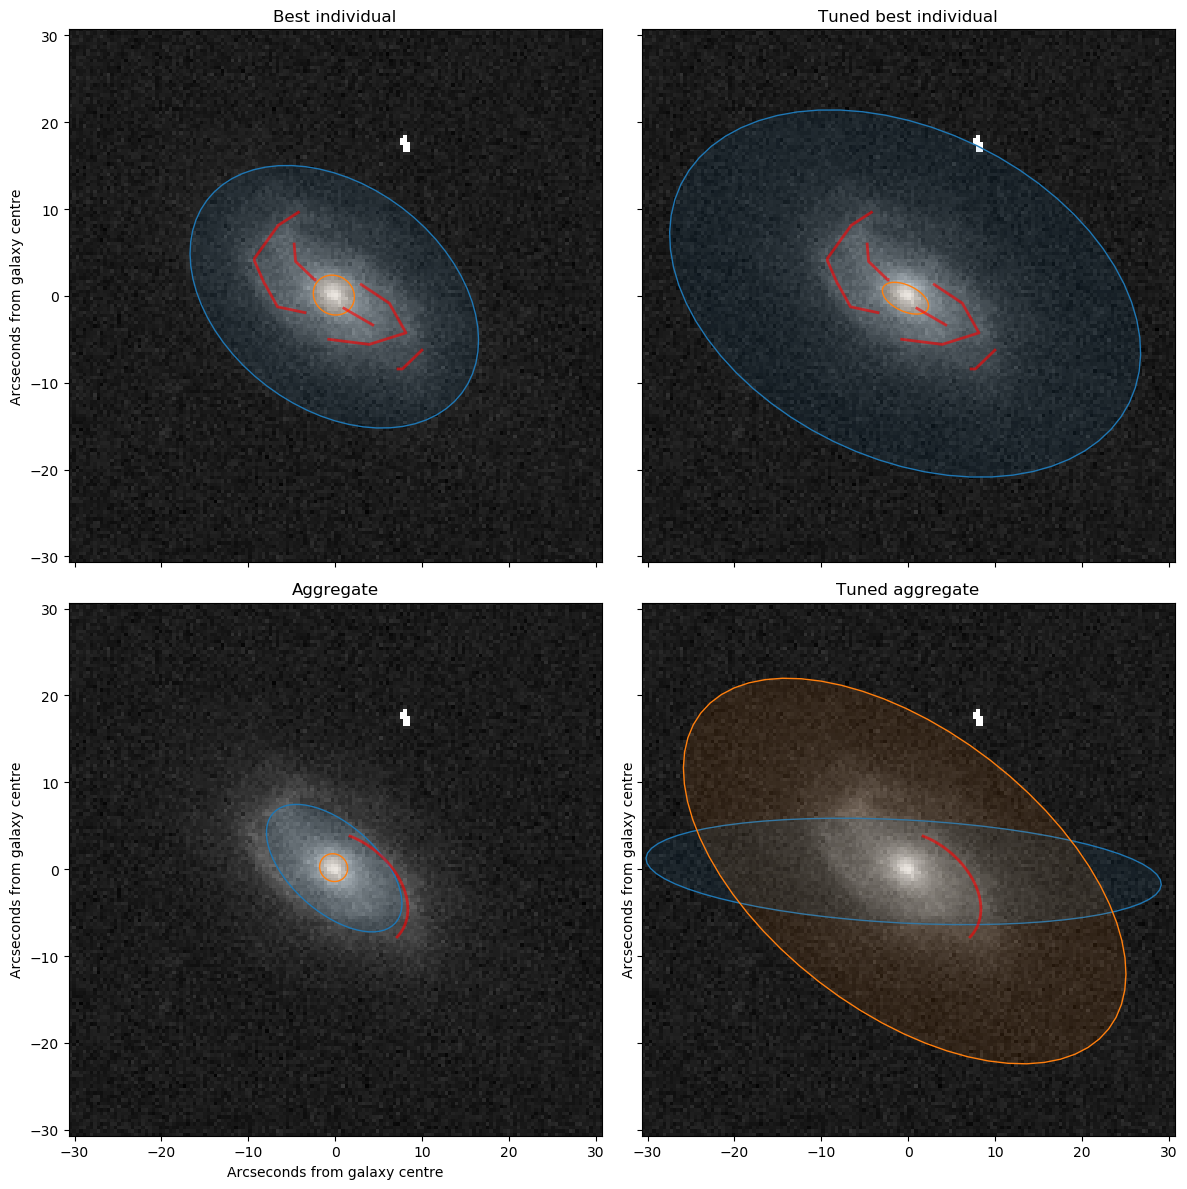 Best individual
Tuned best individual
30
20
10
0
−10
−20
−30
Arcseconds from galaxy centre
Aggregate
Tuned aggregate
30
20
10
0
−10
−20
−30
Arcseconds from galaxy centre
Arcseconds from galaxy centre
−30 −20 −10 0 10 20 30
−30 −20 −10 0 10 20 30
Arcseconds from galaxy centre